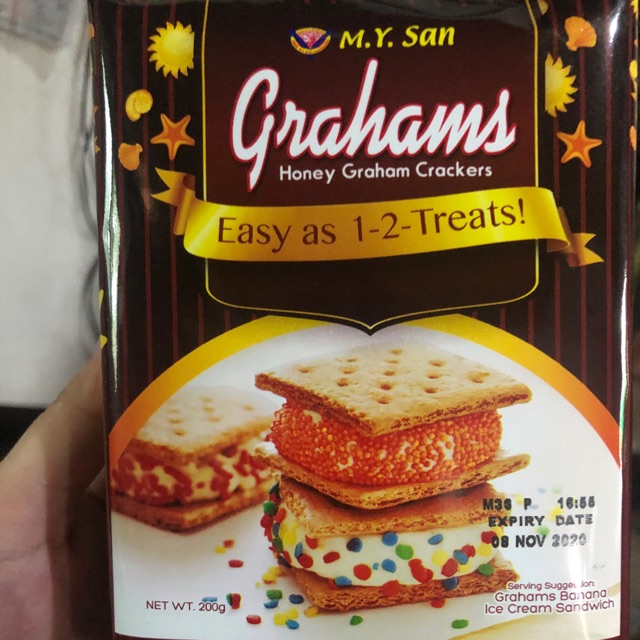 M.Y. San
Grahams
Honey Graham Crackers
Easy as 1-2-Treats!
M36 P 16:55
EXPIRY DATE
08 NOV 2020
Serving Suggestion:
Grahams Banana
Ice Cream Sandwich
NET WT. 200g